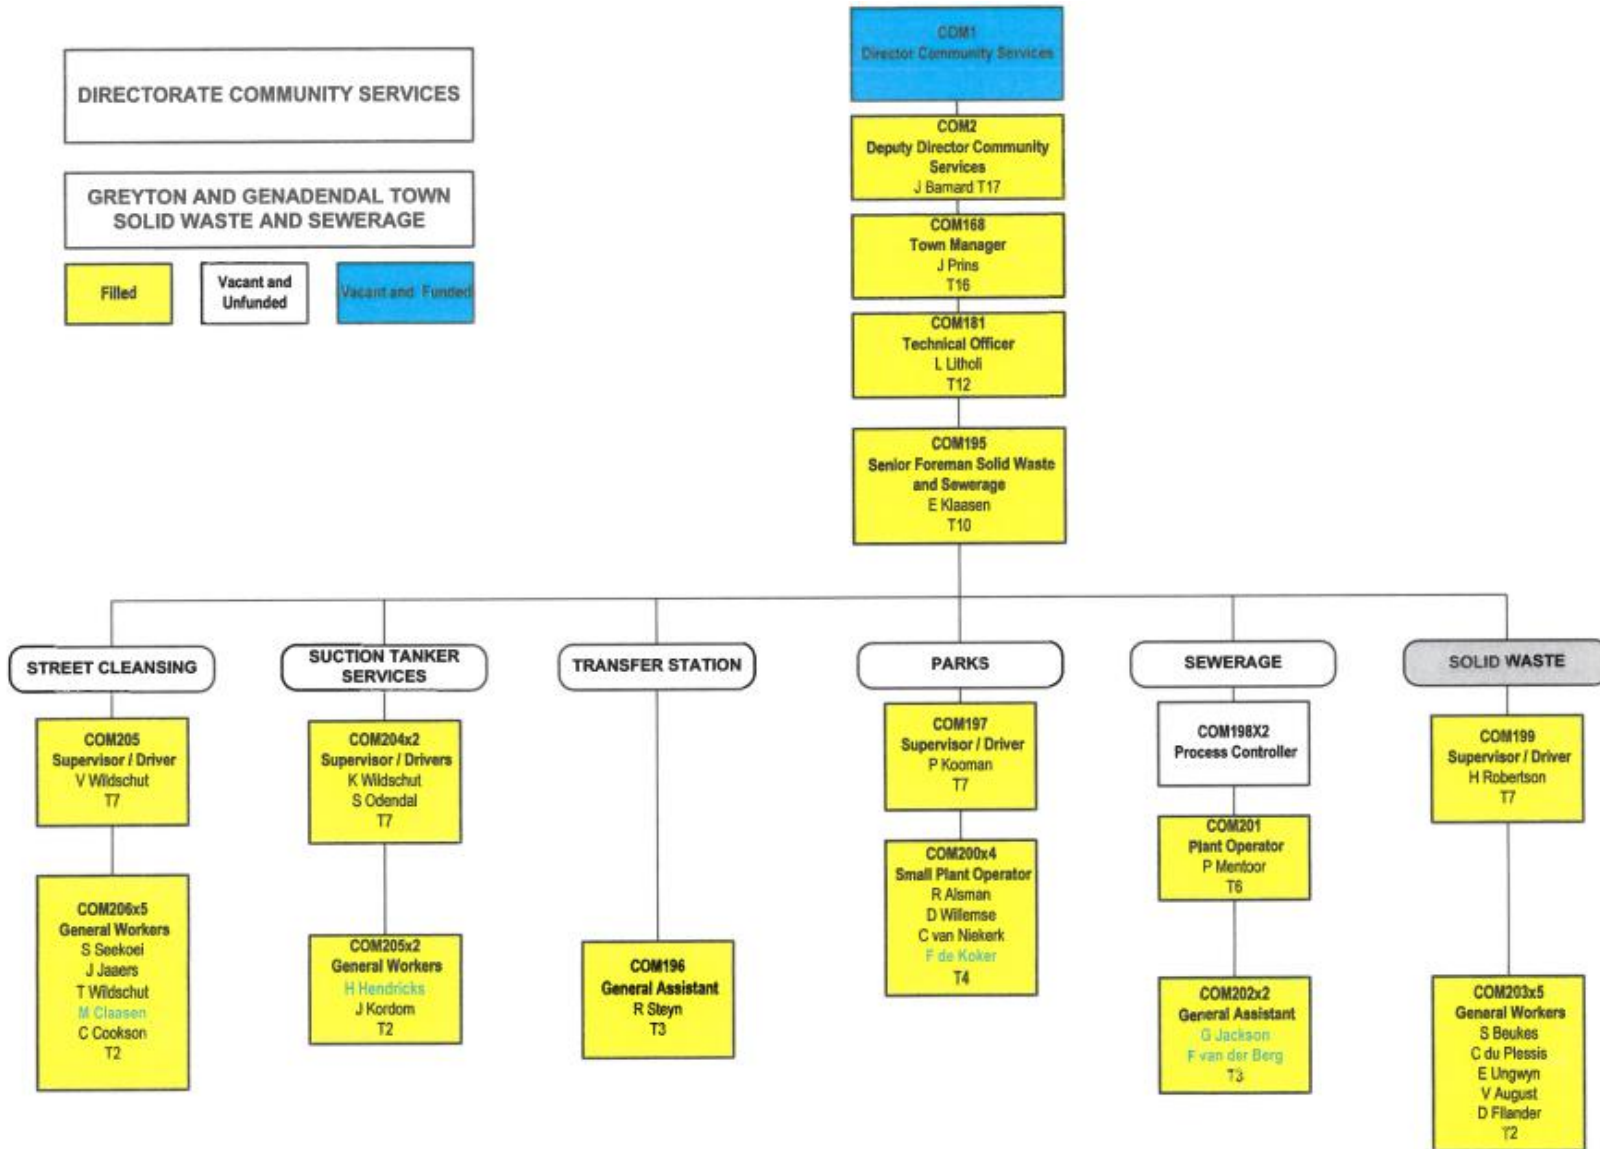 DIRECTORATE COMMUNITY SERVICES
GREYTON AND GENADENDAL TOWN
SOLID WASTE AND SEWERAGE
Filled
Vacant and
Unfunded
Vacant and Funded
COM1
Director Community Services
COM2
Deputy Director Community
Services
J Barnard T17
COM168
Town Manager
J Prins
T16
COM181
Technical Officer
L Litholi
T12
COM195
Senior Foreman Solid Waste
and Sewerage
E Klaasen
T10
STREET CLEANSING
COM205
Supervisor / Driver
V Wildschut
T7
COM206x5
General Workers
S Seekoei
J Jaaers
T Wildschut
M Claasen
C Cookson
T2
SUCTION TANKER
SERVICES
COM204x2
Supervisor / Drivers
K Wildschut
S Odendal
T7
COM205x2
General Workers
H Hendricks
J Kordom
T2
TRANSFER STATION
COM196
General Assistant
R Steyn
T3
PARKS
COM197
Supervisor / Driver
P Kooman
T7
COM200x4
Small Plant Operator
R Alsman
D Willemse
C van Niekerk
F de Koker
T4
SEWERAGE
COM198X2
Process Controller
COM201
Plant Operator
P Mentoor
T6
COM202x2
General Assistant
G Jackson
F van der Berg
T3
SOLID WASTE
COM199
Supervisor / Driver
H Robertson
T7
COM203x5
General Workers
S Beukes
C du Plessis
E Ungwyn
V August
D Filander
T2